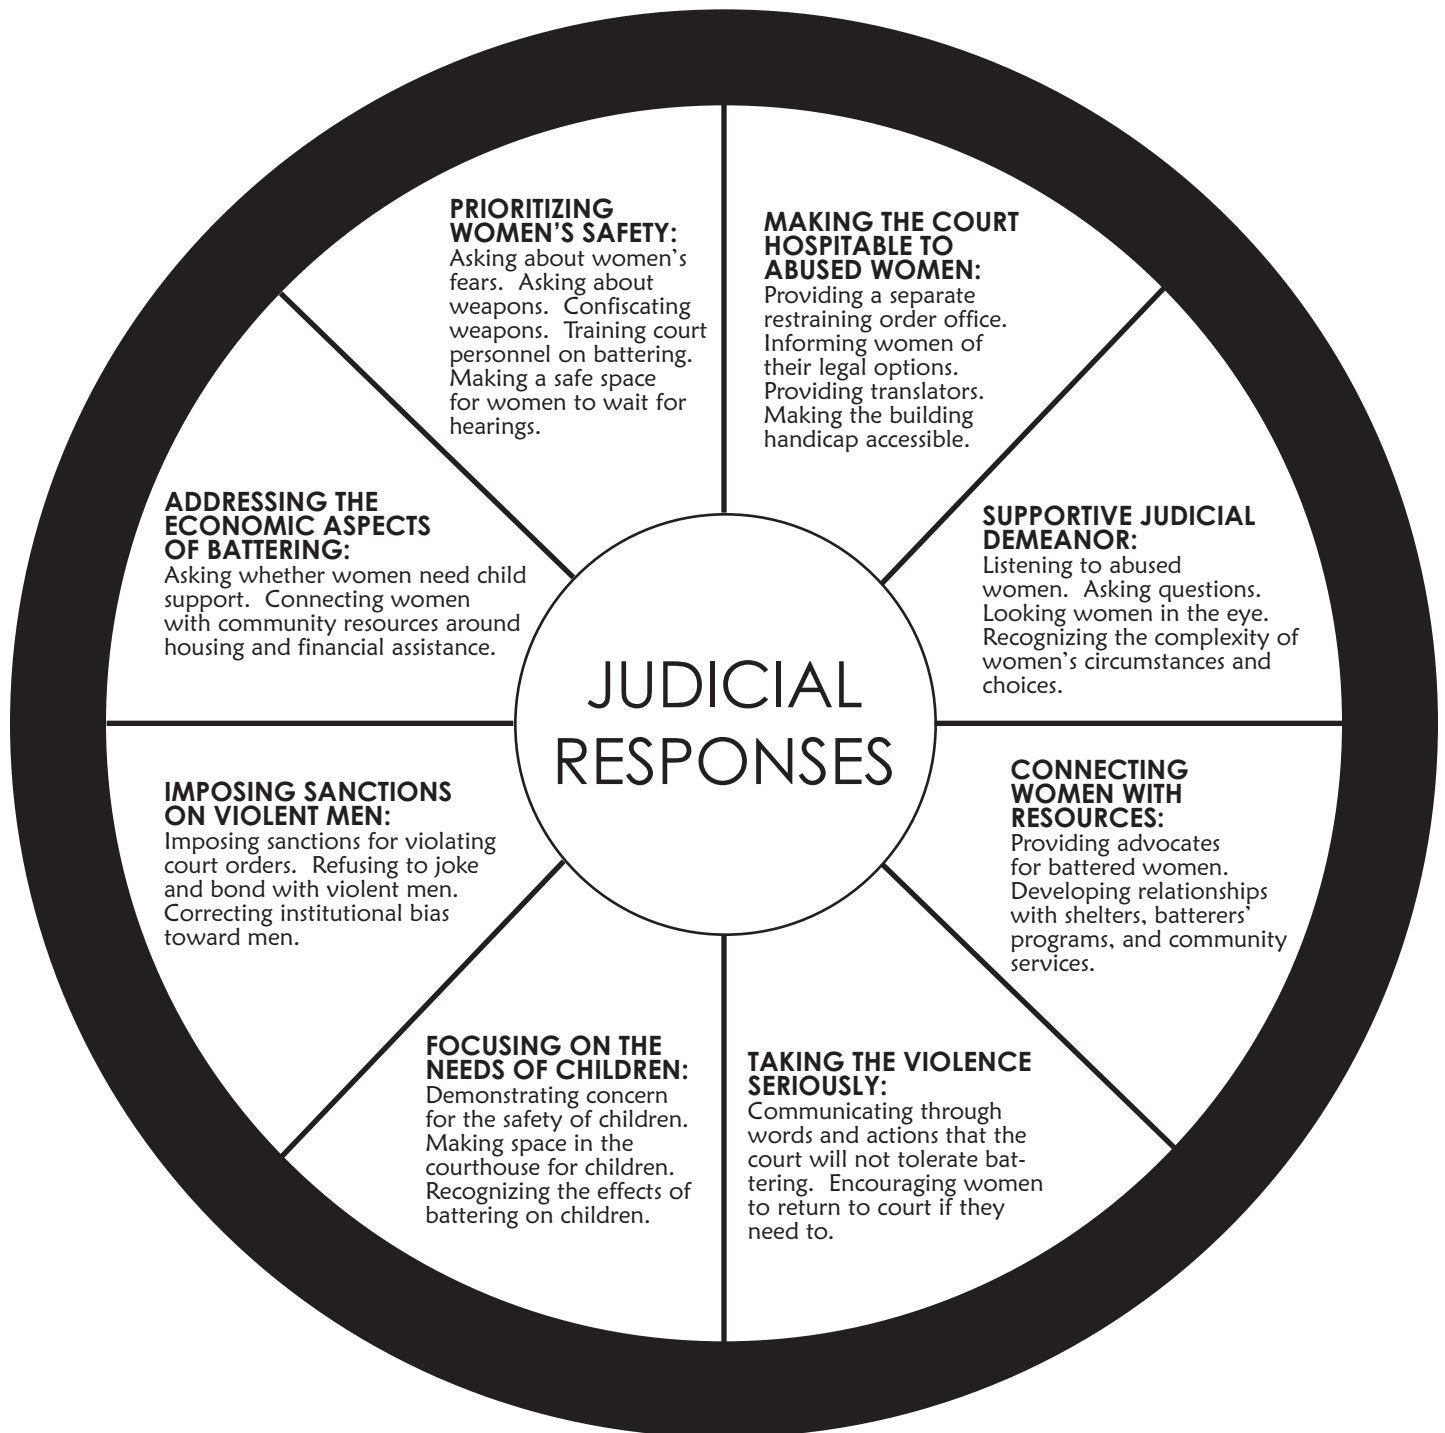 PRIORITIZING
WOMEN’S SAFETY:
Asking about women’s
fears.  Asking about
weapons.  Confiscating
weapons.  Training court
personnel on battering.
Making a safe space
for women to wait for
hearings.
MAKING THE COURT
HOSPITABLE TO
ABUSED WOMEN:
Providing a separate
restraining order office.
Informing women of
their legal options.
Providing translators.
Making the building
handicap accessible.
SUPPORTIVE JUDICIAL
DEMEANOR:
Listening to abused
women.  Asking questions.
Looking women in the eye.
Recognizing the complexity of
women’s circumstances and
choices.
CONNECTING
WOMEN WITH
RESOURCES:
Providing advocates
for battered women.
Developing relationships
with shelters, batterers’
programs, and community
services.
TAKING THE VIOLENCE
SERIOUSLY:
Communicating through
words and actions that the
court will not tolerate bat-
tering.  Encouraging women
to return to court if they
need to.
FOCUSING ON THE
NEEDS OF CHILDREN:
Demonstrating concern
for the safety of children.
Making space in the
courthouse for children.
Recognizing the effects of
battering on children.
IMPOSING SANCTIONS
ON VIOLENT MEN:
Imposing sanctions for violating
court orders.  Refusing to joke
and bond with violent men.
Correcting institutional bias
toward men.
ADDRESSING THE
ECONOMIC ASPECTS
OF BATTERING:
Asking whether women need child
support.  Connecting women
with community resources around
housing and financial assistance.
JUDICIAL
RESPONSES